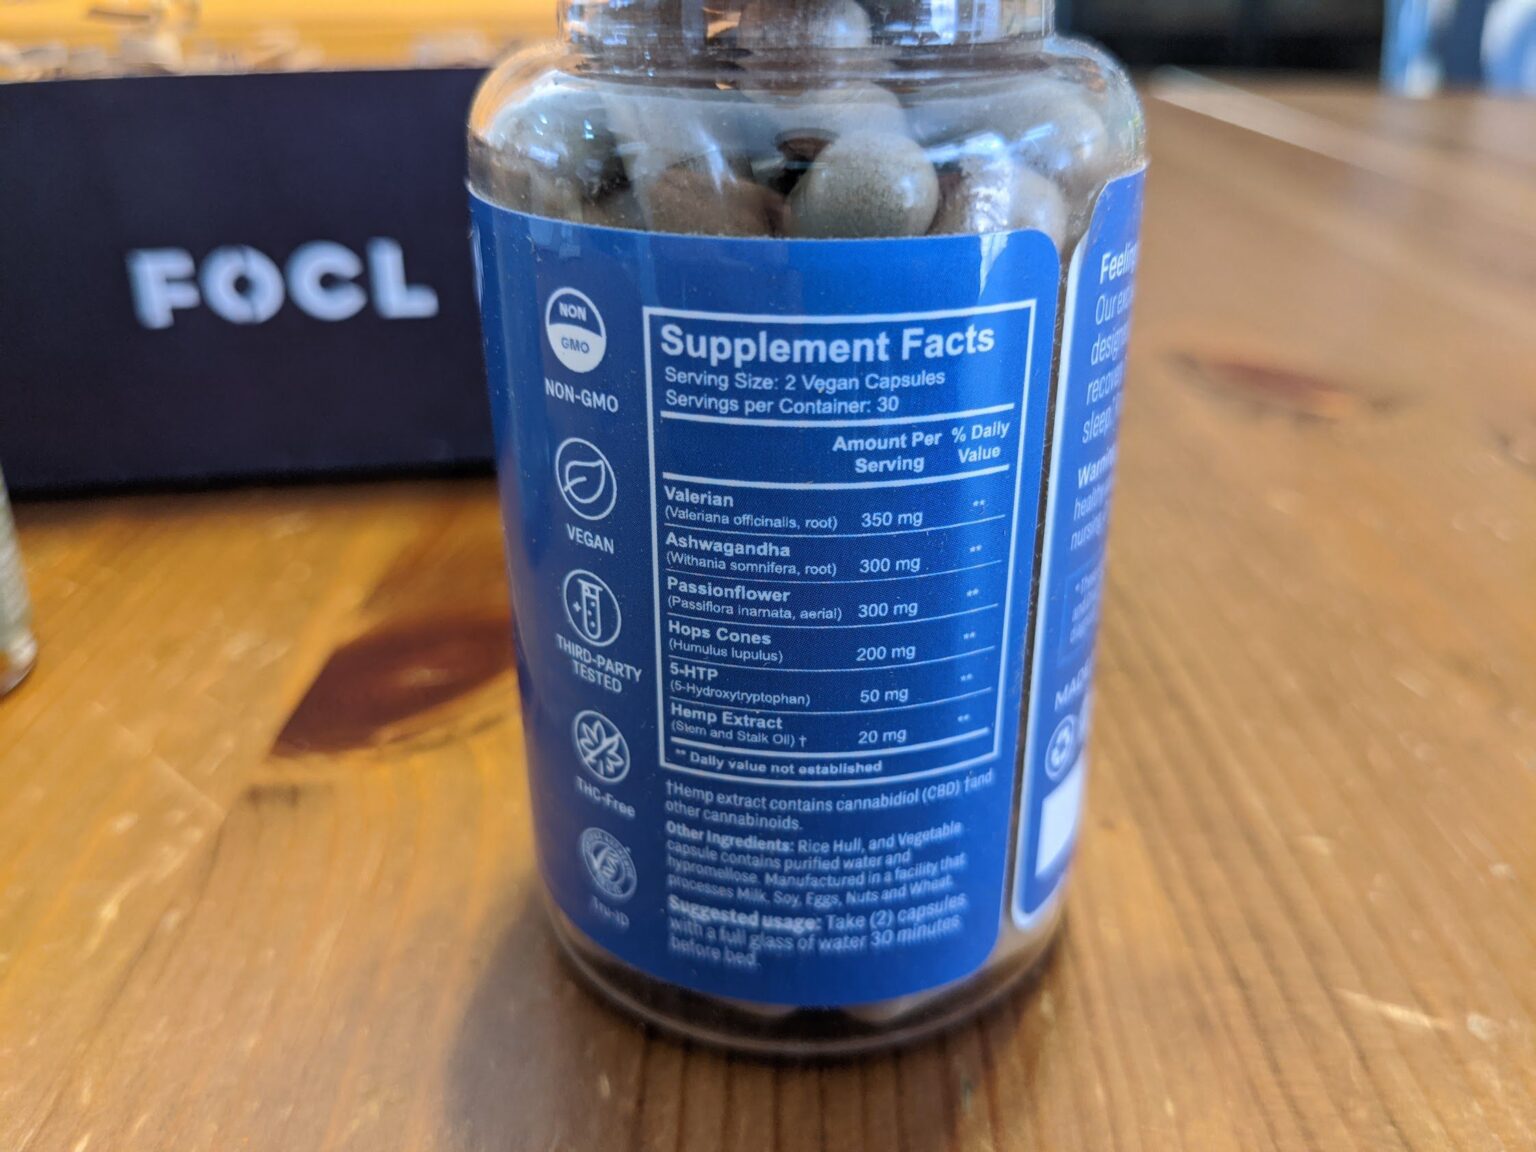 FOCL
NON
GMO
NON-GMO
VEGAN
THIRD-PARTY
TESTED
THC-Free
Supplement Facts
Serving Size: 2 Vegan Capsules
Servings per Container: 30
Amount Per Serving % Daily Value
Valerian
(Valeriana officinalis, root) 350 mg **
Ashwagandha
(Withania somnifera, root) 300 mg **
Passionflower
(Passiflora inarnata, aerial) 300 mg **
Hops Cones
(Humulus lupulus) 200 mg **
5-HTP
(5-Hydroxytryptophan) 50 mg **
Hemp Extract
(Stem and Stalk Oil) † 20 mg **
** Daily value not established
†Hemp extract contains cannabidiol (CBD) †and
other cannabinoids.
Other Ingredients: Rice Hull, and Vegetable
capsule contains purified water and
hypromellose. Manufactured in a facility that
processes Milk, Soy, Eggs, Nuts and Wheat.
Suggested usage: Take (2) capsules
with a full glass of water 30 minutes
before bed.
Our
sleep